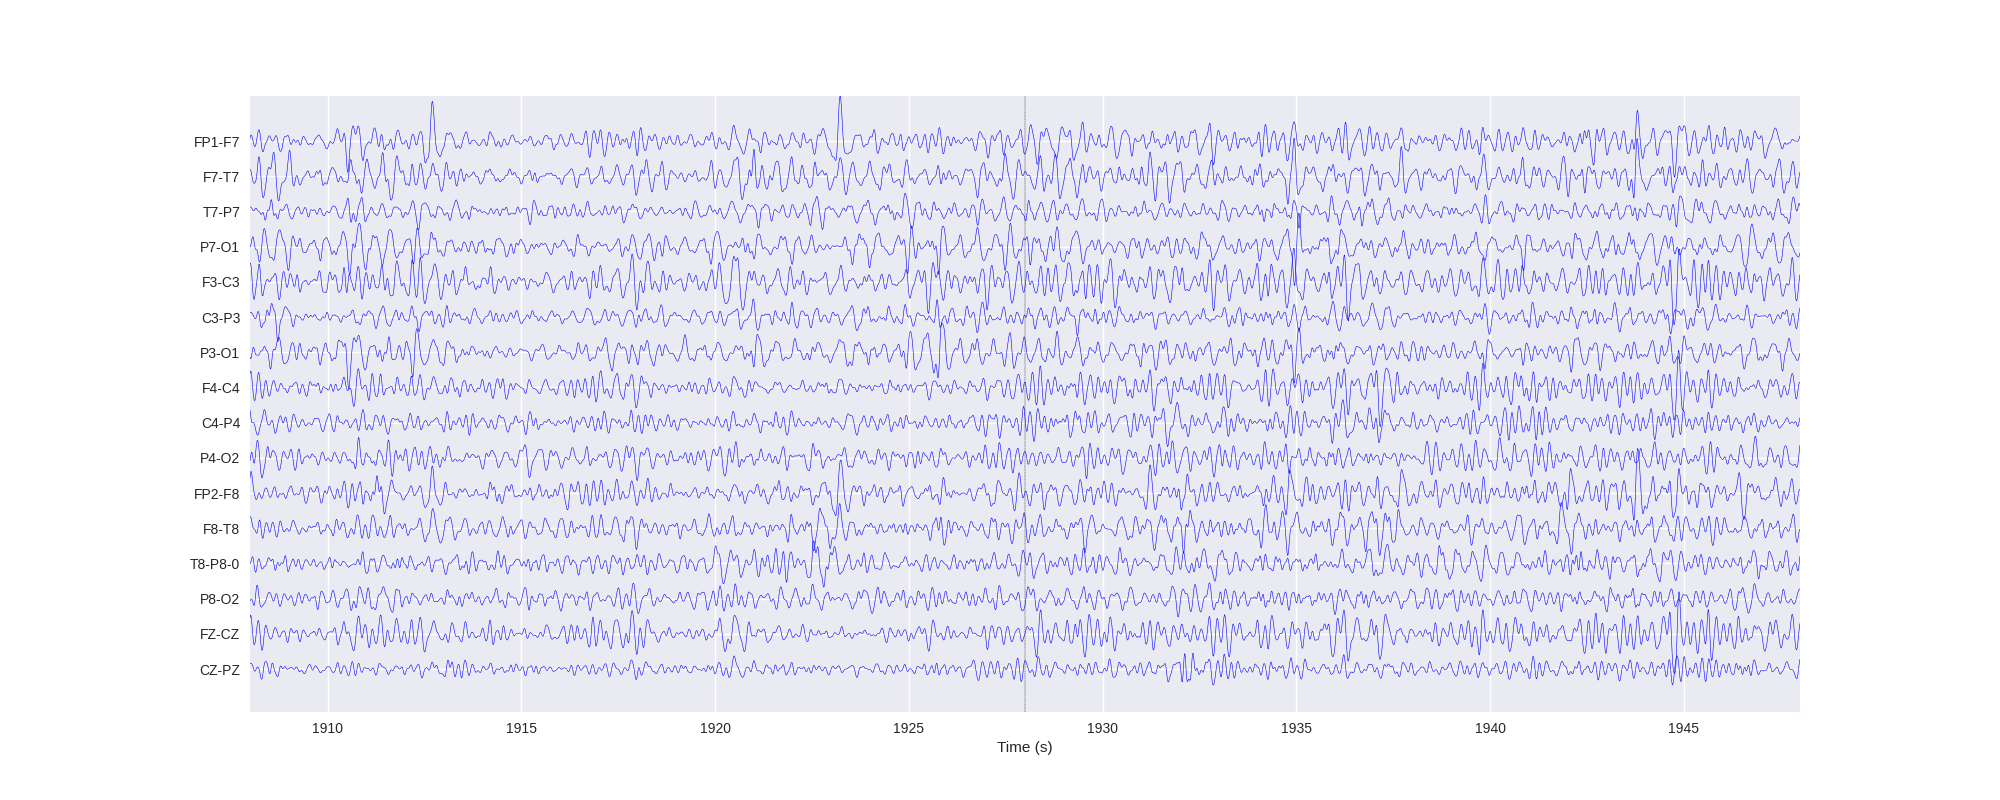 FP1-F7
F7-T7
T7-P7
P7-O1
F3-C3
C3-P3
P3-O1
F4-C4
C4-P4
P4-O2
FP2-F8
F8-T8
T8-P8-0
P8-O2
FZ-CZ
CZ-PZ
1910 1915 1920 1925 1930 1935 1940 1945
Time (s)